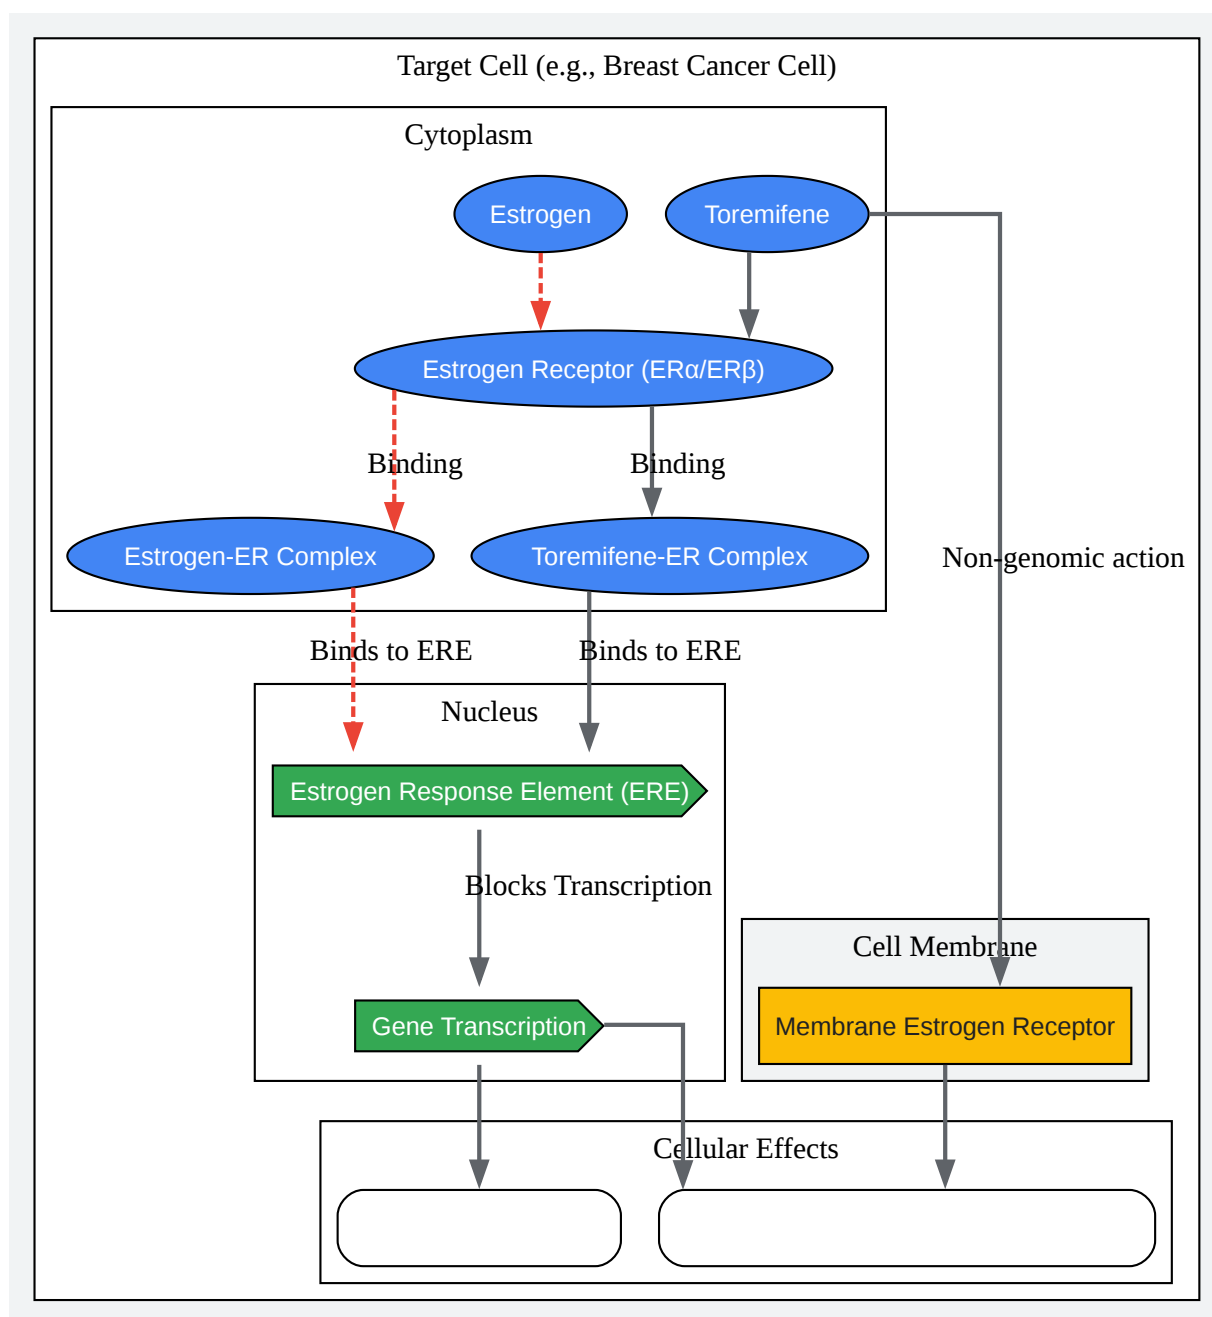 Target Cell (e.g., Breast Cancer Cell)
Cytoplasm
Estrogen
Toremifene
Estrogen Receptor (ERα/ERβ)
Binding
Binding
Estrogen-ER Complex
Toremifene-ER Complex
Non-genomic action
Binds to ERE
Binds to ERE
Nucleus
Estrogen Response Element (ERE)
Blocks Transcription
Cell Membrane
Gene Transcription
Membrane Estrogen Receptor
Cellular Effects